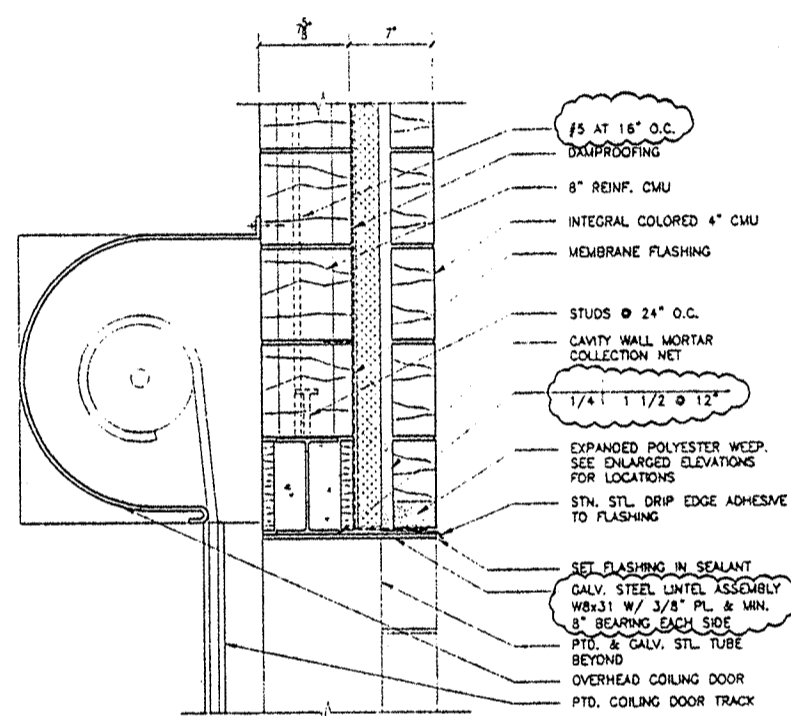 7 5/8" 7"
#5 AT 16" O.C.
DAMPROOFING
8" REINF. CMU
INTEGRAL COLORED 4" CMU
MEMBRANE FLASHING
STUDS @ 24" O.C.
CAVITY WALL MORTAR
COLLECTION NET
1/4 1 1/2 @ 12"
EXPANDED POLYESTER WEEP.
SEE ENLARGED ELEVATIONS
FOR LOCATIONS
STN. STL. DRIP EDGE ADHESIVE
TO FLASHING
SET FLASHING IN SEALANT
GALV. STEEL LINTEL ASSEMBLY
W8x31 W/ 3/8" PL. & MIN.
8" BEARING EACH SIDE
PTD. & GALV. STL. TUBE
BEYOND
OVERHEAD COILING DOOR
PTD. COILING DOOR TRACK